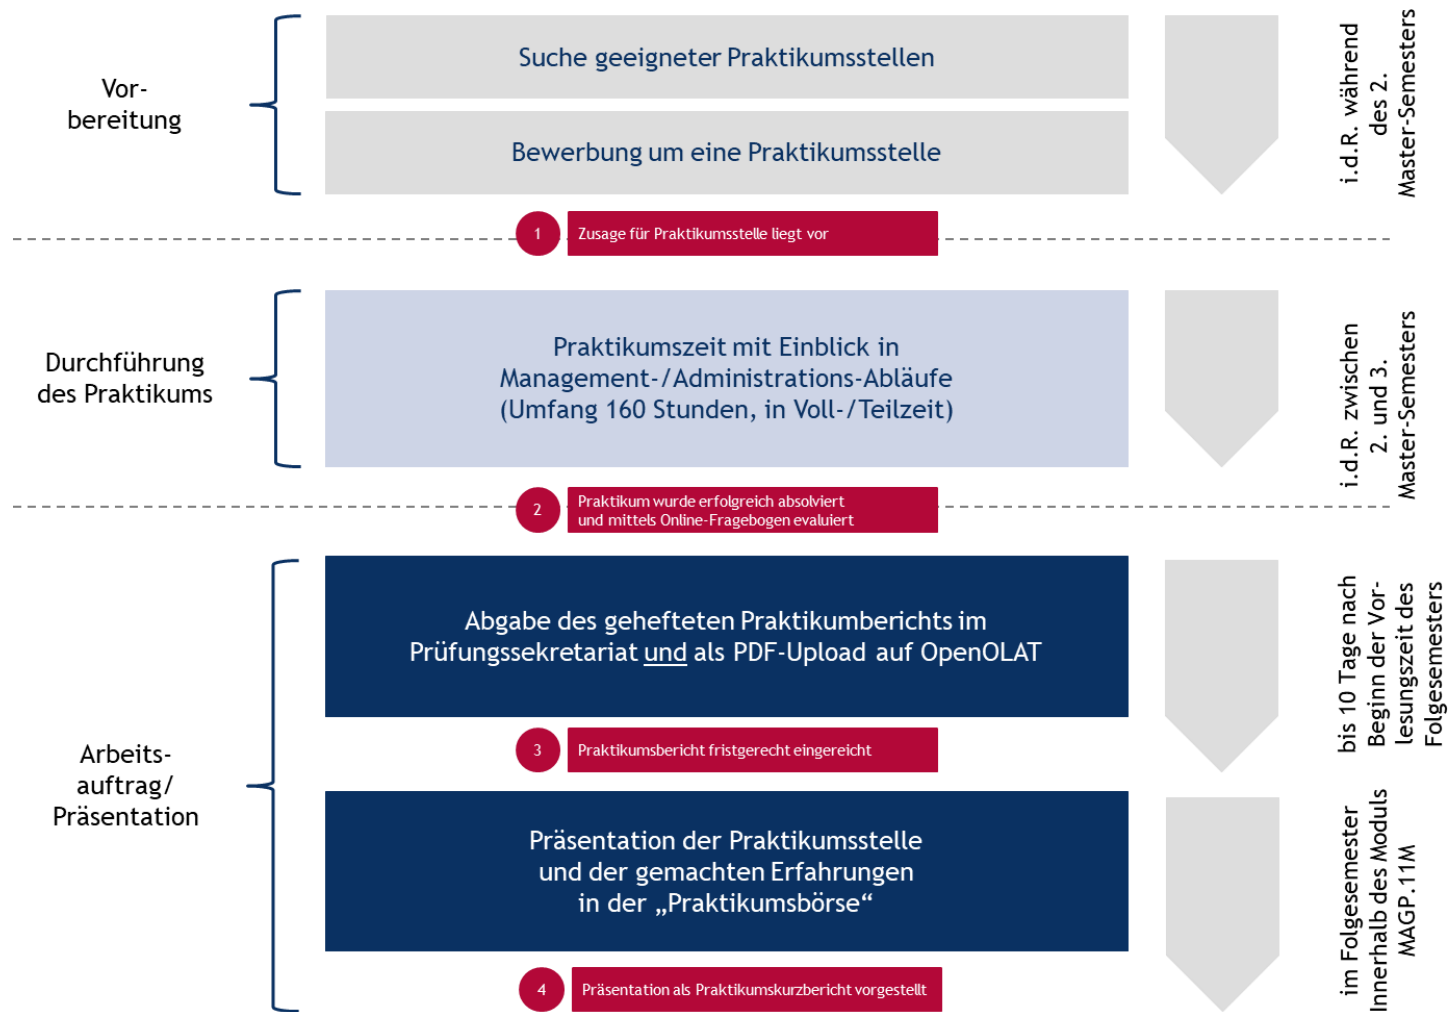 Vor-
bereitung
Suche geeigneter Praktikumsstellen
Bewerbung um eine Praktikumsstelle
i.d.R. während
des 2.
Master-Semesters
1
Zusage für Praktikumsstelle liegt vor
Durchführung
des Praktikums
Praktikumszeit mit Einblick in
Management-/Administrations-Abläufe
(Umfang 160 Stunden, in Voll-/Teilzeit)
i.d.R. zwischen
2. und 3.
Master-Semesters
2
Praktikum wurde erfolgreich absolviert
und mittels Online-Fragebogen evaluiert
Arbeits-
auftrag/
Präsentation
Abgabe des gehefteten Praktikumberichts im
Prüfungssekretariat und als PDF-Upload auf OpenOLAT
bis 10 Tage nach
Beginn der Vor-
lesungszeit des
Folgesemesters
3
Praktikumsbericht fristgerecht eingereicht
Präsentation der Praktikumsstelle
und der gemachten Erfahrungen
in der „Praktikumsbörse“
im Folgesemester
Innerhalb des Moduls
MAGP.11M
4
Präsentation als Praktikumskurzbericht vorgestellt